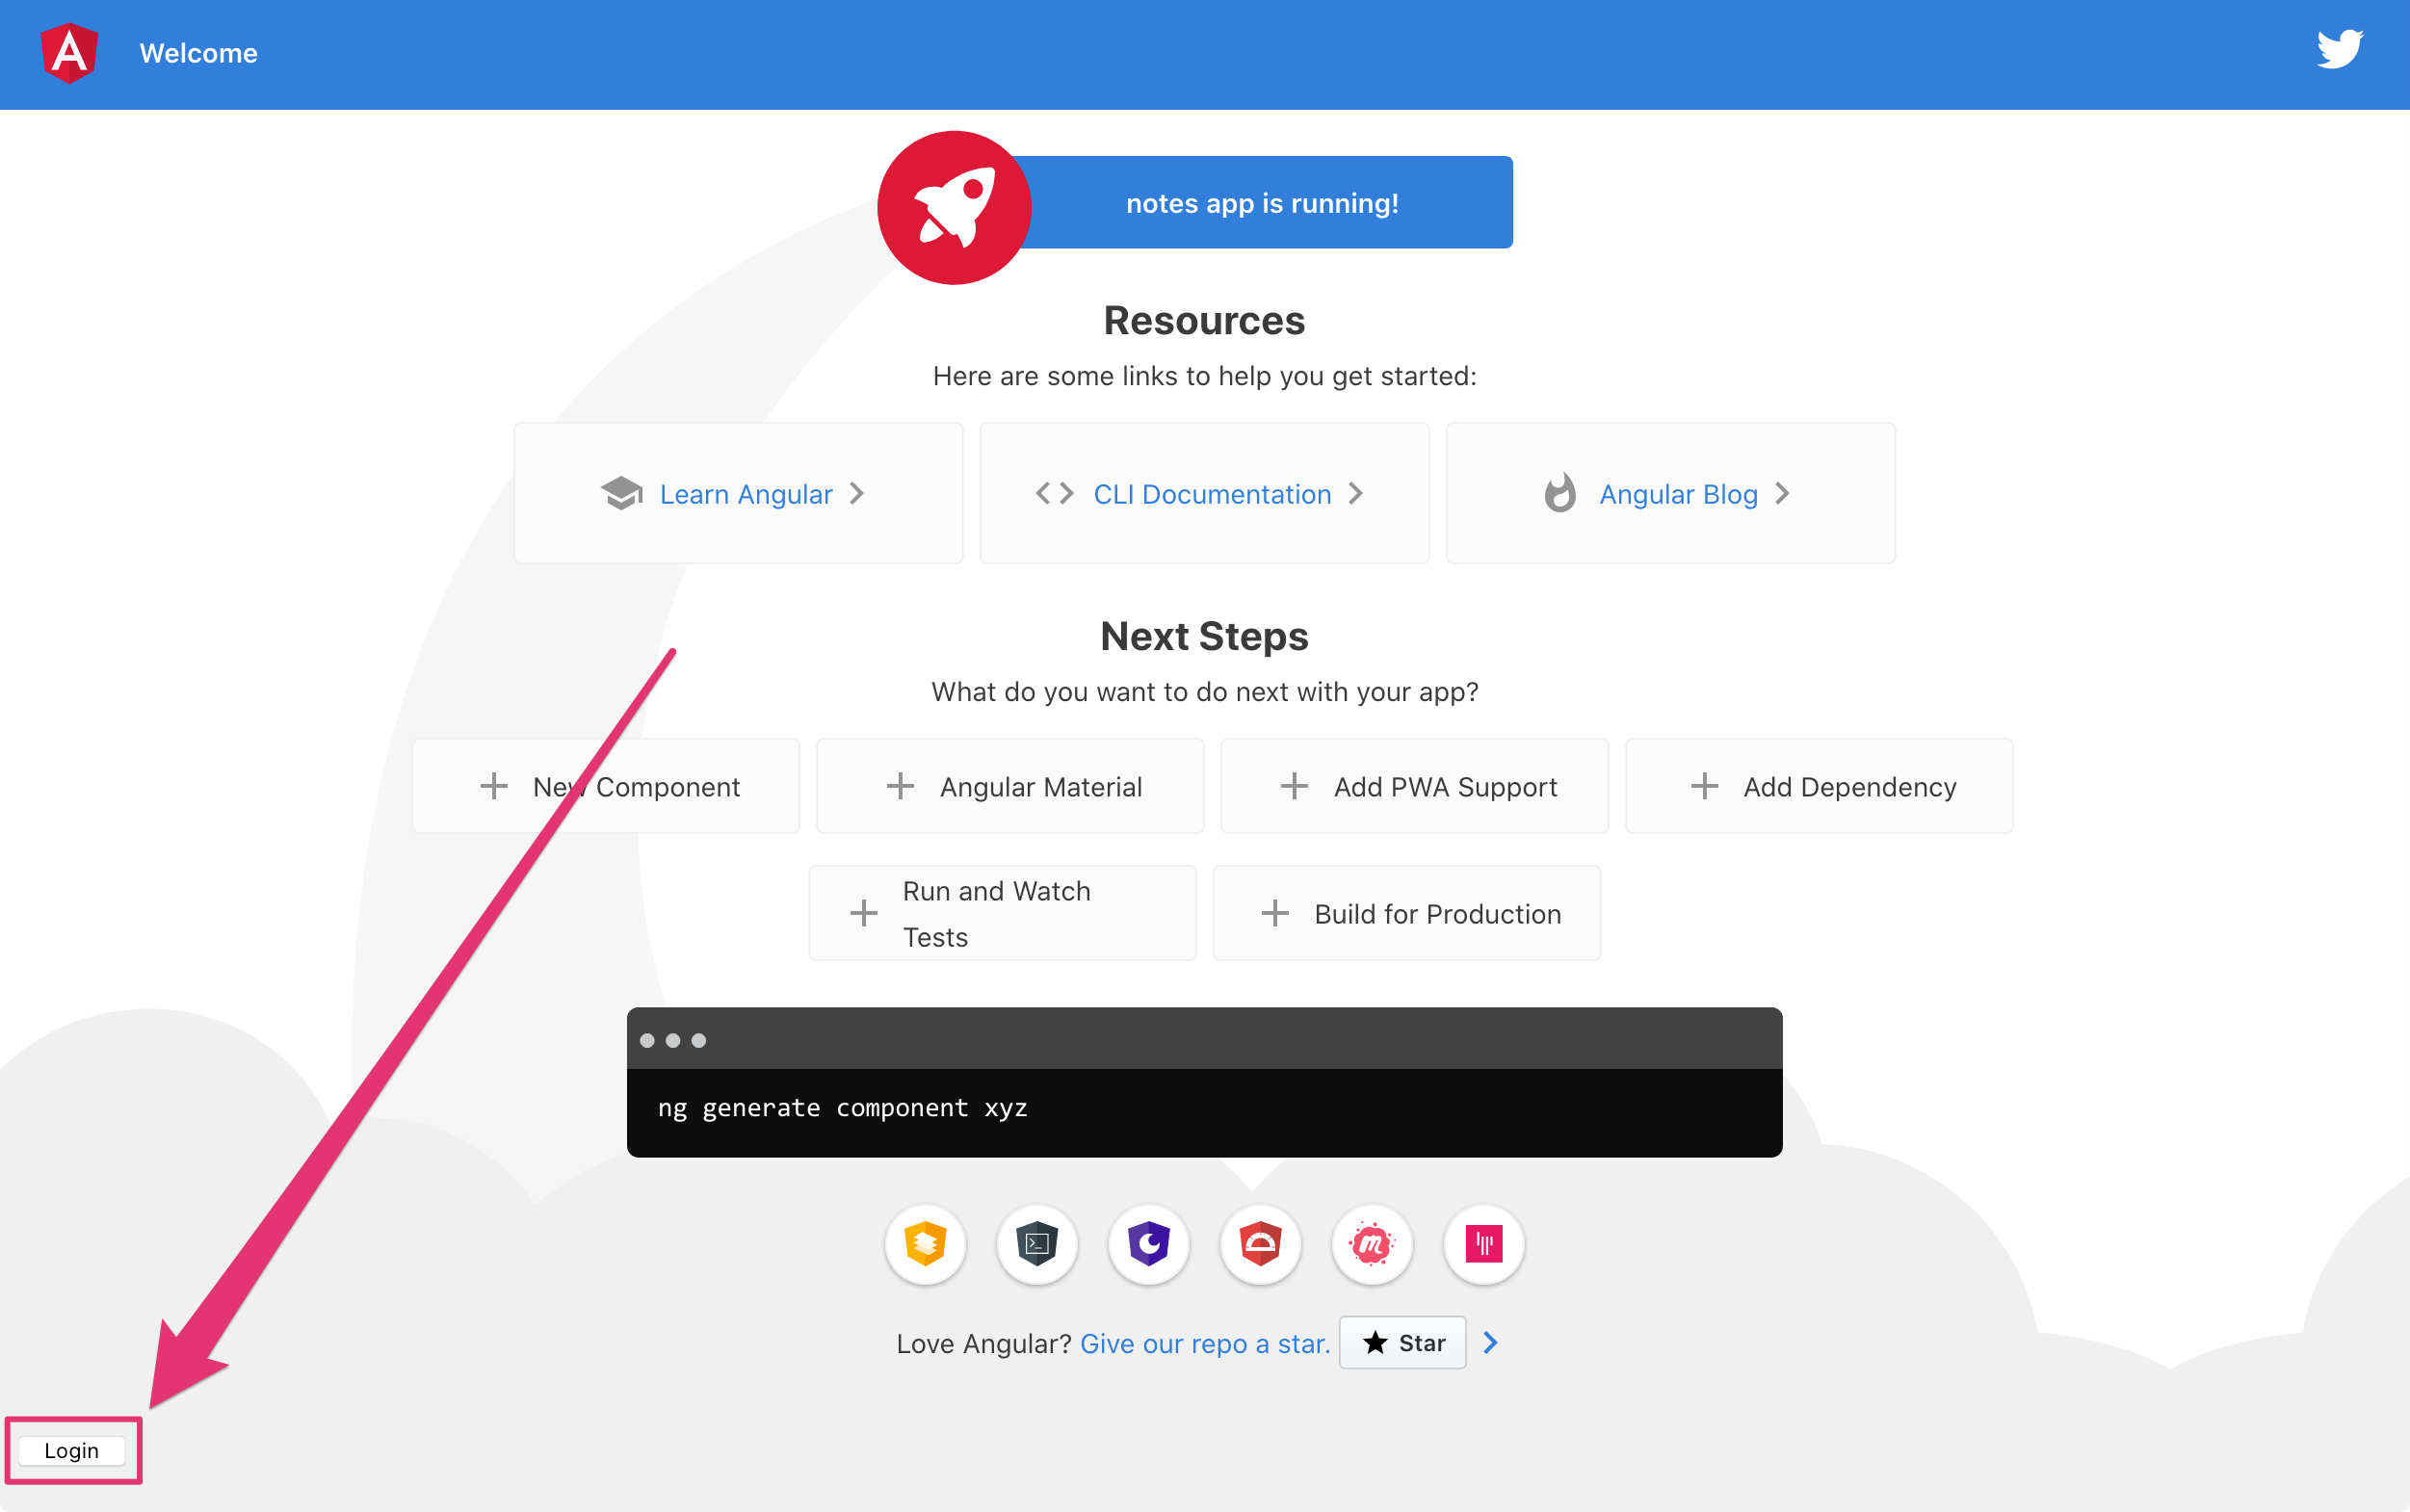 Welcome
notes app is running!
Resources
Here are some links to help you get started:
Learn Angular
CLI Documentation
Angular Blog
Next Steps
What do you want to do next with your app?
New Component
Angular Material
Add PWA Support
Add Dependency
Run and Watch
Tests
Build for Production
ng generate component xyz
Love Angular? Give our repo a star. Star
Login